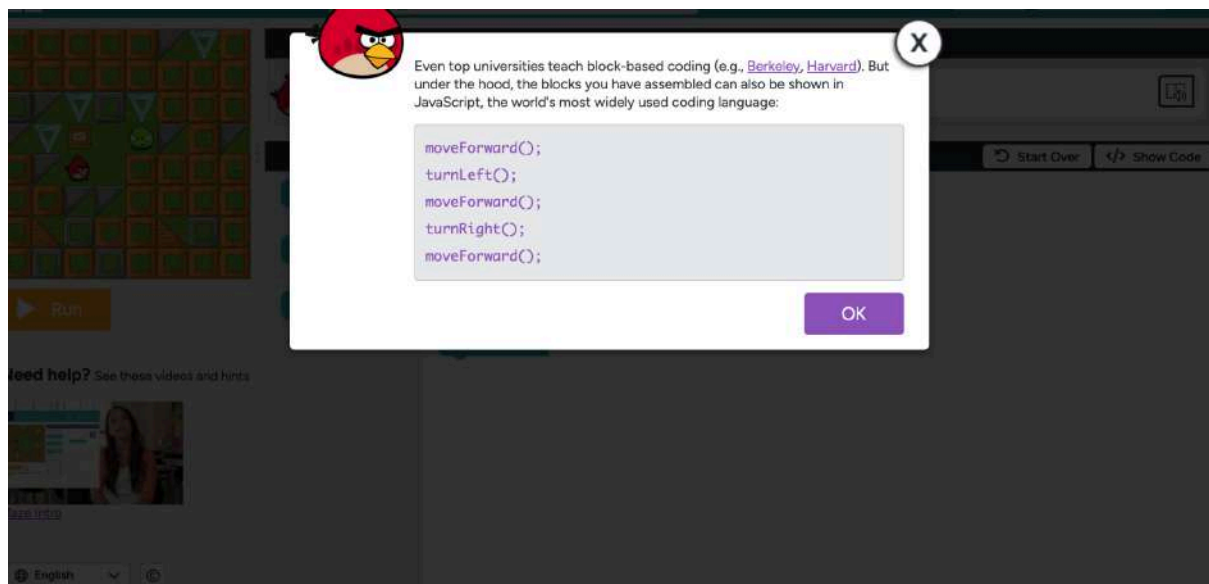 Even top universities teach block-based coding (e.g., Berkeley, Harvard). But
under the hood, the blocks you have assembled can also be shown in
JavaScript, the world's most widely used coding language:
moveForward();
turnLeft();
moveForward();
turnRight();
moveForward();
OK
X
Start Over
</> Show Code
Run
Need help? See these videos and hints
Maze Intro
English
©